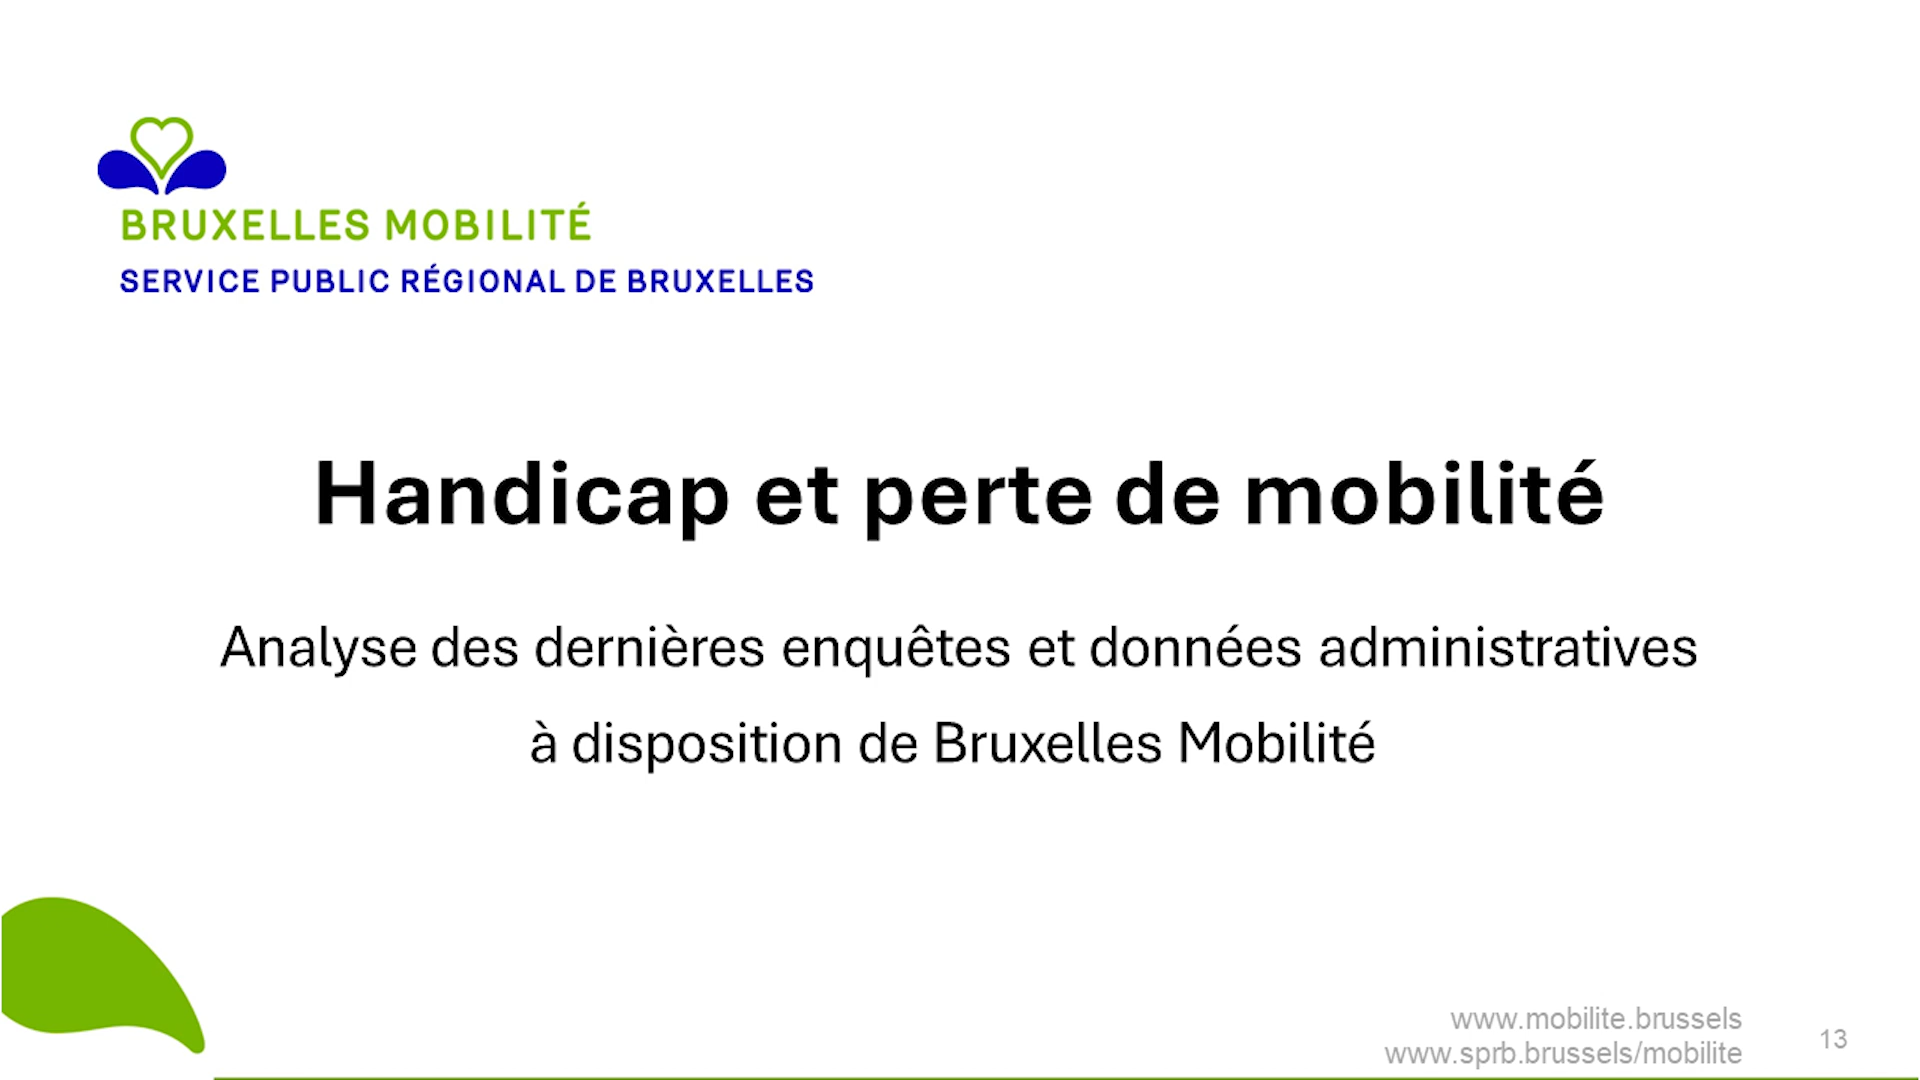 BRUXELLES MOBILITÉ
SERVICE PUBLIC RÉGIONAL DE BRUXELLES
Handicap et perte de mobilité
Analyse des dernières enquêtes et données administratives
à disposition de Bruxelles Mobilité
www.mobilite.brussels
www.sprb.brussels/mobilite
13